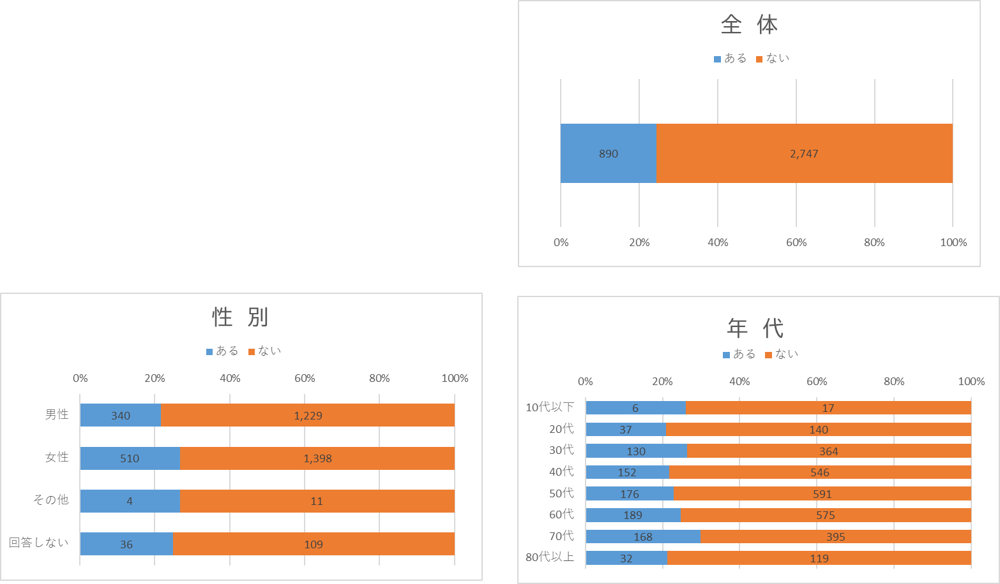 全 体
ある ない
890 2,747
0% 20% 40% 60% 80% 100%
性 別
ある ない
0% 20% 40% 60% 80% 100%
男性 340 1,229
女性 510 1,398
その他 4 11
回答しない 36 109
年 代
ある ない
0% 20% 40% 60% 80% 100%
10代以下 6 17
20代 37 140
30代 130 364
40代 152 546
50代 176 591
60代 189 575
70代 168 395
80代以上 32 119